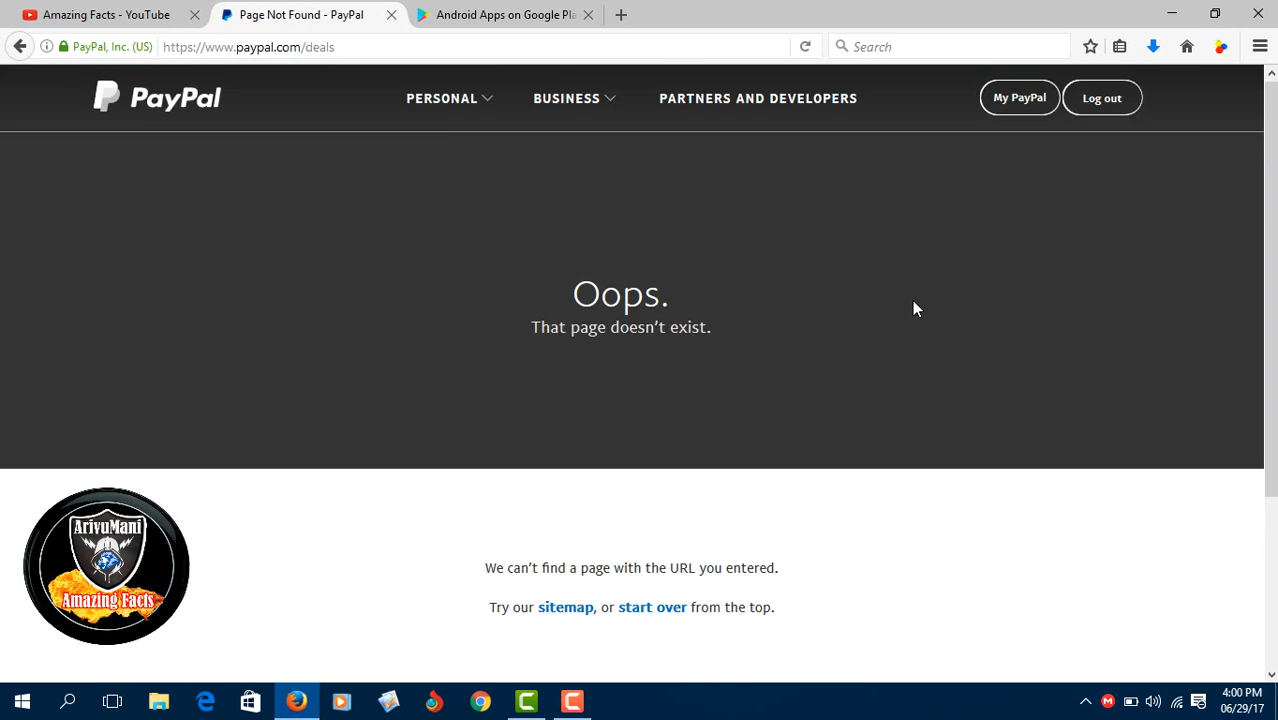 Amazing Facts - YouTube
Page Not Found - PayPal
Android Apps on Google Pla
PayPal, Inc. (US)
https://www.paypal.com/deals
Search
PayPal
PERSONAL
BUSINESS
PARTNERS AND DEVELOPERS
My PayPal
Log out
Oops.
That page doesn't exist.
ArivuMani
Amazing Facts
We can't find a page with the URL you entered.
Try our sitemap, or start over from the top.
4:00 PM
06/29/17